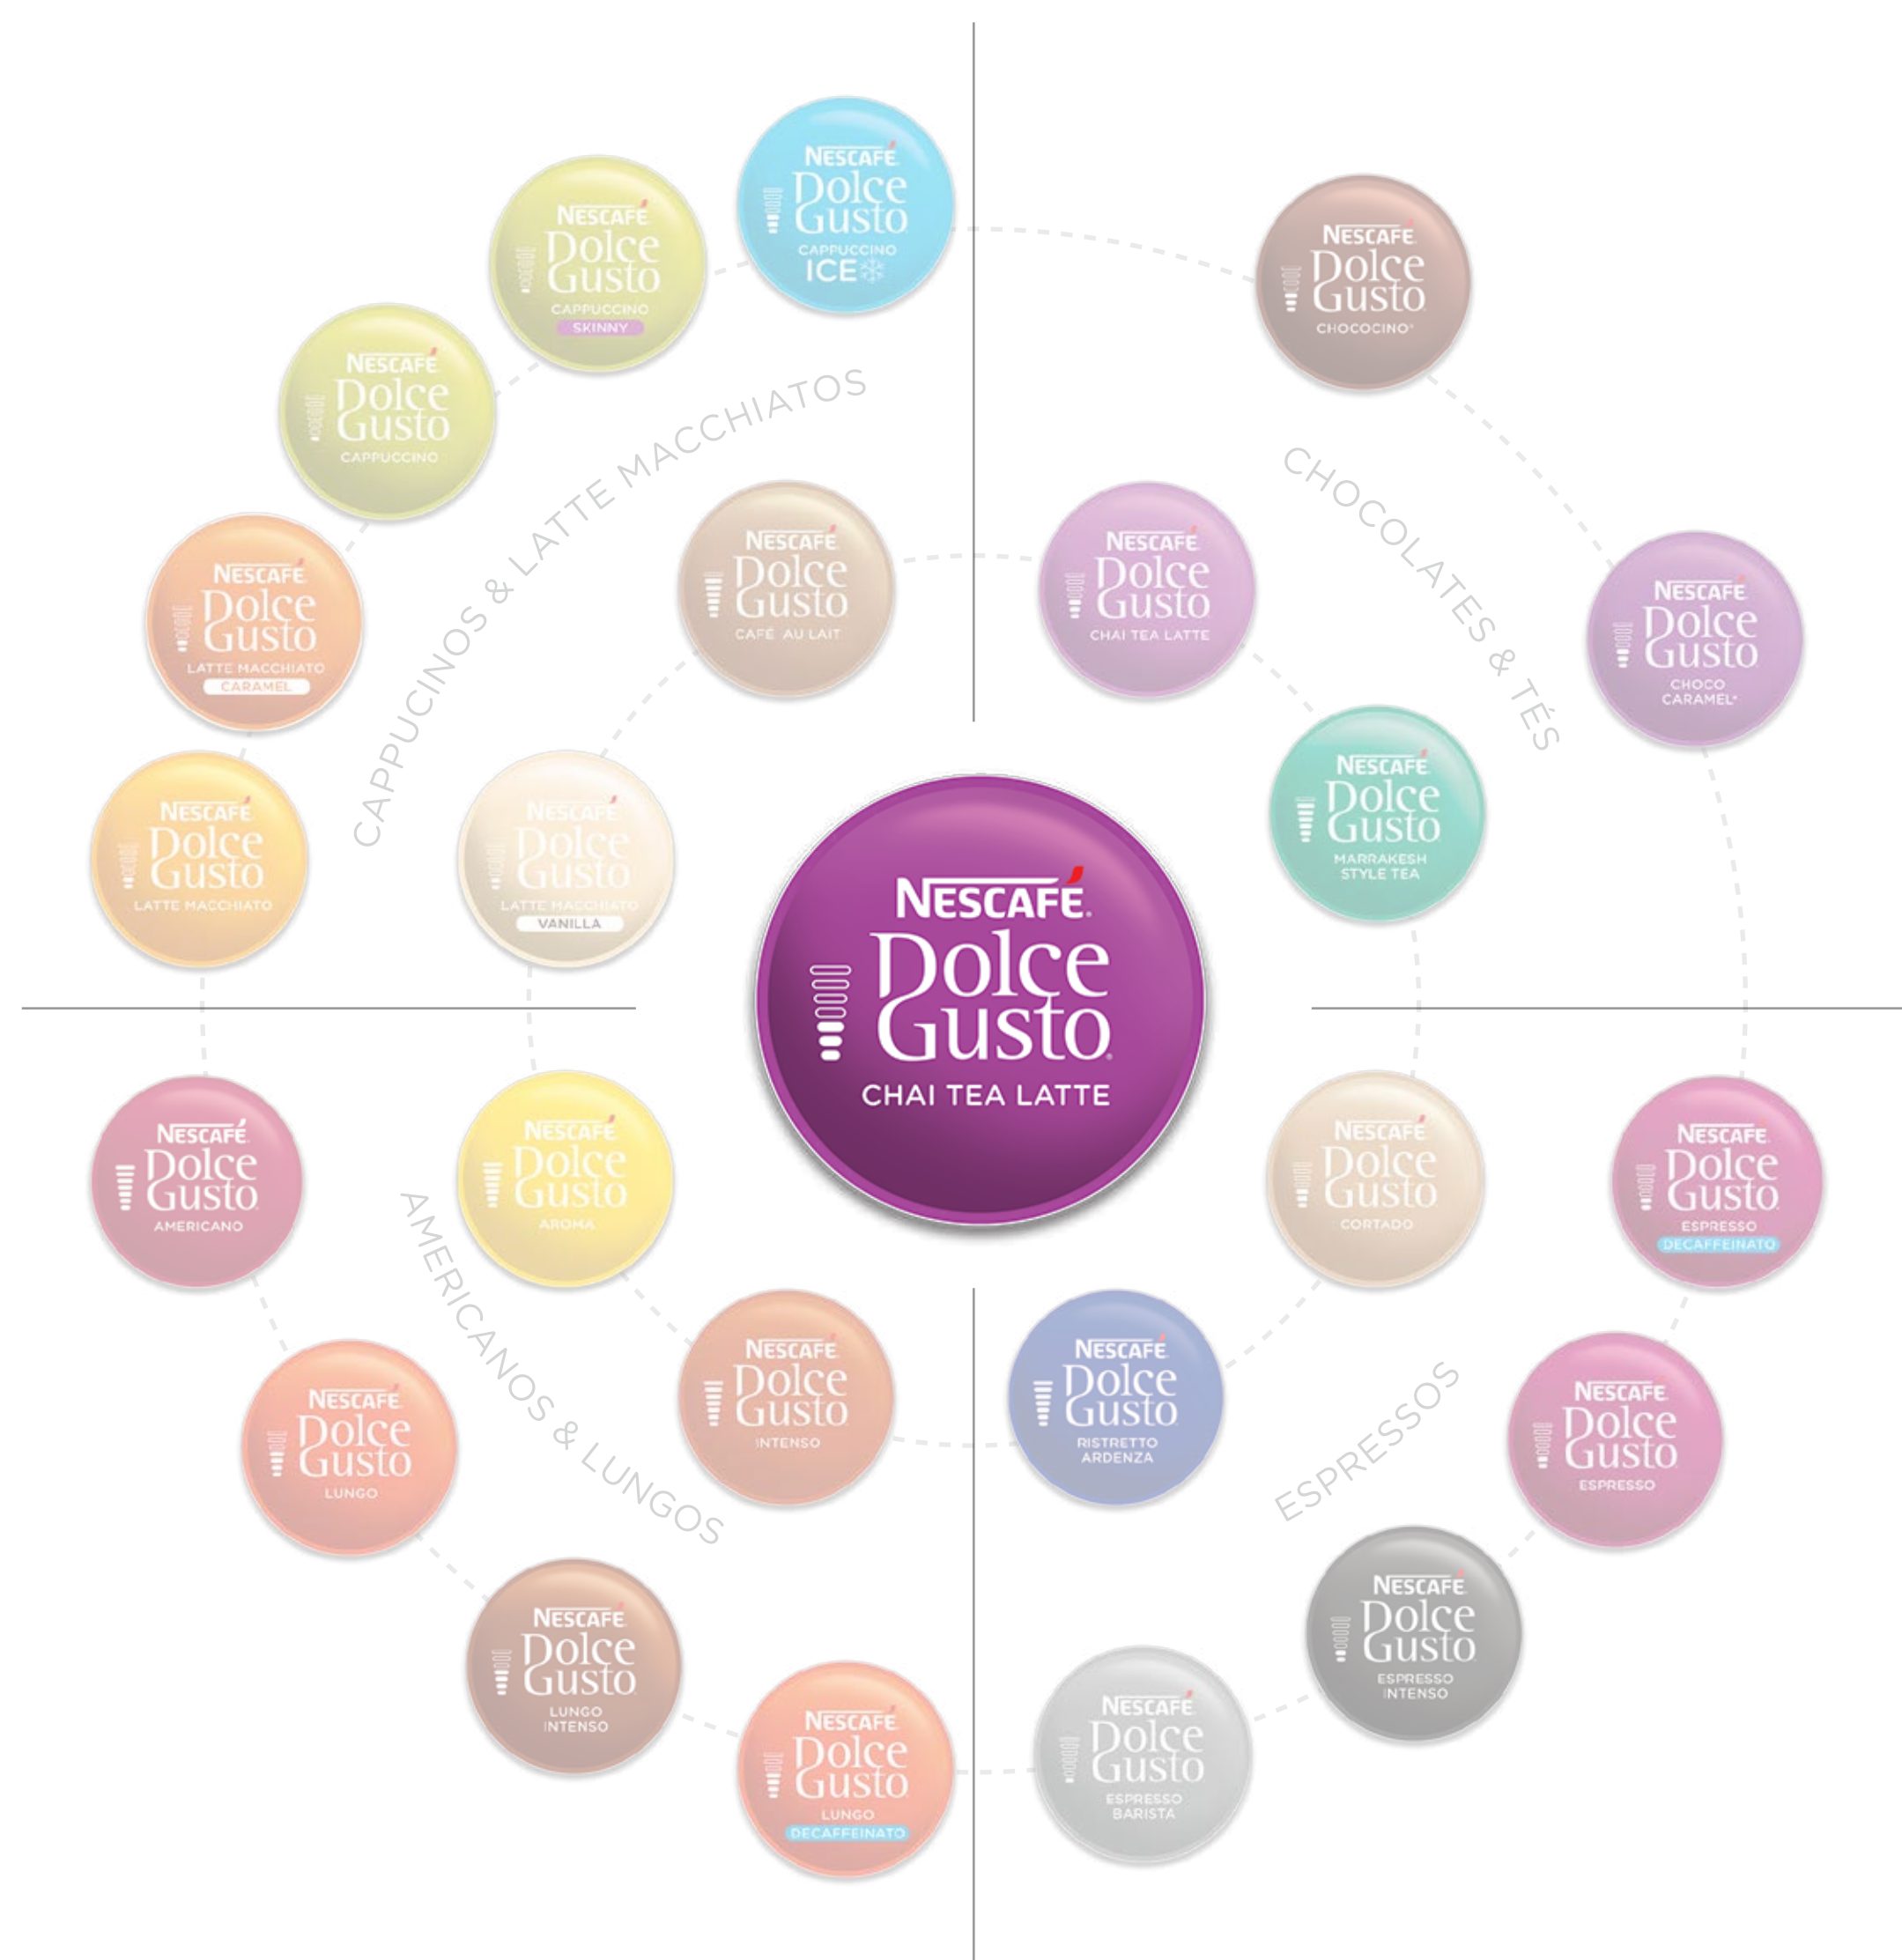 NESCAFÉ
Dolce
Gusto
CAPPUCCINO
ICE
NESCAFÉ
Dolce
Gusto
CAPPUCCINO
SKINNY
NESCAFÉ
Dolce
Gusto
CAPPUCCINO
NESCAFÉ
Dolce
Gusto
LATTE MACCHIATO
CARAMEL
NESCAFÉ
Dolce
Gusto
LATTE MACCHIATO
CAPPUCINOS & LATTE MACCHIATOS
NESCAFÉ
Dolce
Gusto
CAFÉ AU LAIT
NESCAFÉ
Dolce
Gusto
LATTE MACCHIATO
VANILLA
NESCAFÉ
Dolce
Gusto
CHOCOCINO*
NESCAFÉ
Dolce
Gusto
CHOCO
CARAMEL*
CHOCOLATES & TÉS
NESCAFÉ
Dolce
Gusto
CHAI TEA LATTE
NESCAFÉ
Dolce
Gusto
MARRAKESH
STYLE TEA
NESCAFÉ®
Dolce
Gusto®
CHAI TEA LATTE
NESCAFÉ
Dolce
Gusto
AMERICANO
NESCAFÉ
Dolce
Gusto
AROMA
AMERICANOS & LUNGOS
NESCAFÉ
Dolce
Gusto
INTENSO
NESCAFÉ
Dolce
Gusto
LUNGO
NESCAFÉ
Dolce
Gusto
LUNGO
INTENSO
NESCAFÉ
Dolce
Gusto
LUNGO
DECAFFEINATO
NESCAFÉ
Dolce
Gusto
CORTADO
NESCAFÉ
Dolce
Gusto
ESPRESSO
DECAFFEINATO
NESCAFÉ
Dolce
Gusto
RISTRETTO
ARDENZA
ESPRESSOS
NESCAFÉ
Dolce
Gusto
ESPRESSO
NESCAFÉ
Dolce
Gusto
ESPRESSO
INTENSO
NESCAFÉ
Dolce
Gusto
ESPRESSO
BARISTA